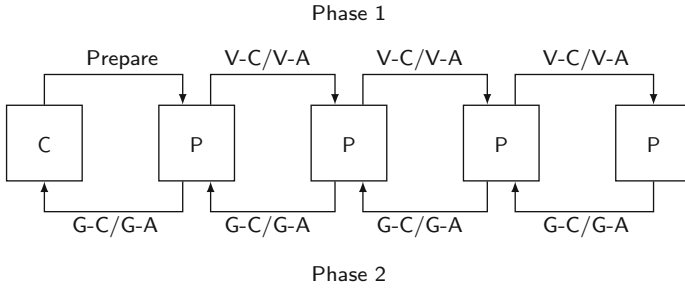 Phase 1
Prepare V-C/V-A V-C/V-A V-C/V-A
C P P P P
G-C/G-A G-C/G-A G-C/G-A G-C/G-A
Phase 2